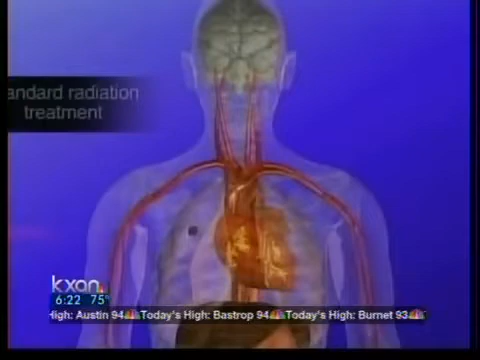 andard radiation
treatment
kxan
6:22 75°
High: Austin 94 Today's High: Bastrop 94 Today's High: Burnet 93